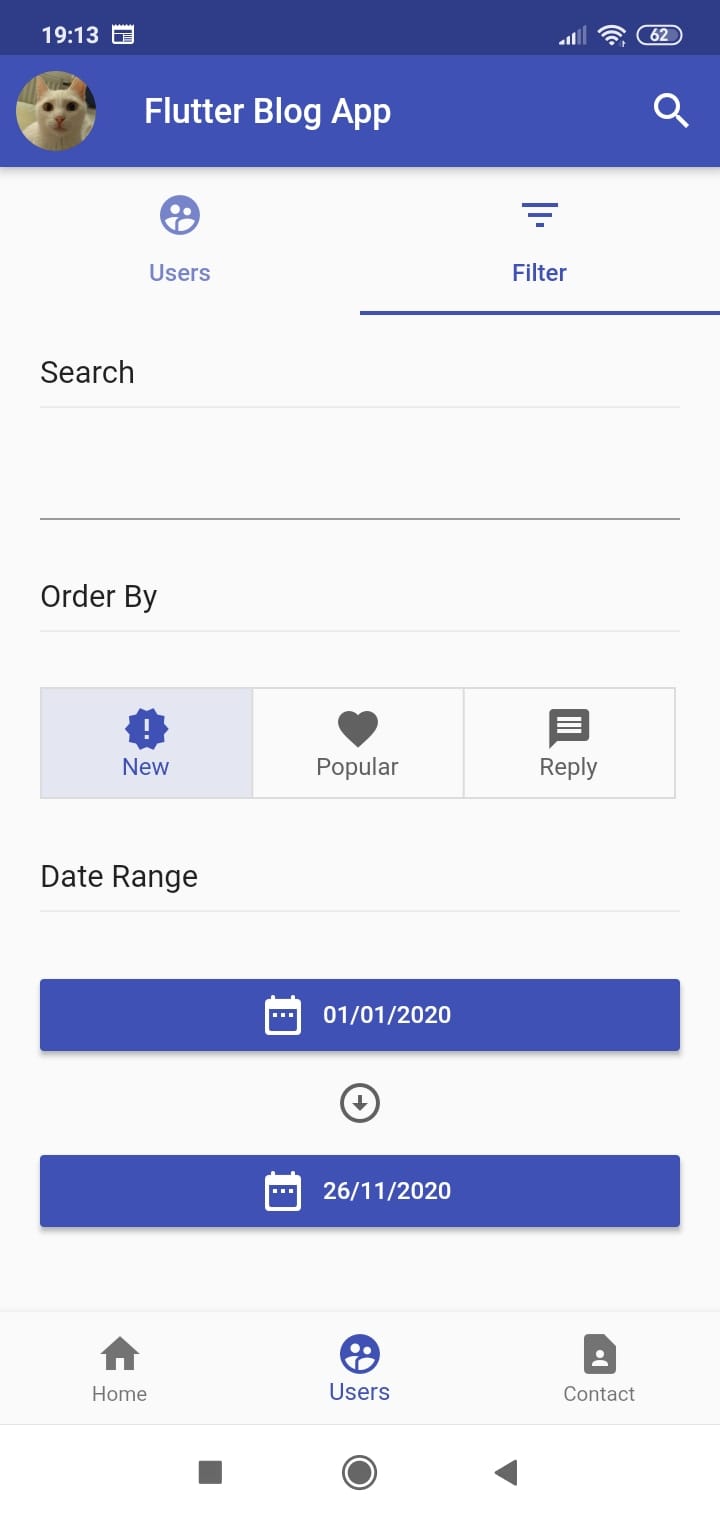 19:13 62
Flutter Blog App
Users Filter
Search
Order By
New Popular Reply
Date Range
01/01/2020
26/11/2020
Home Users Contact